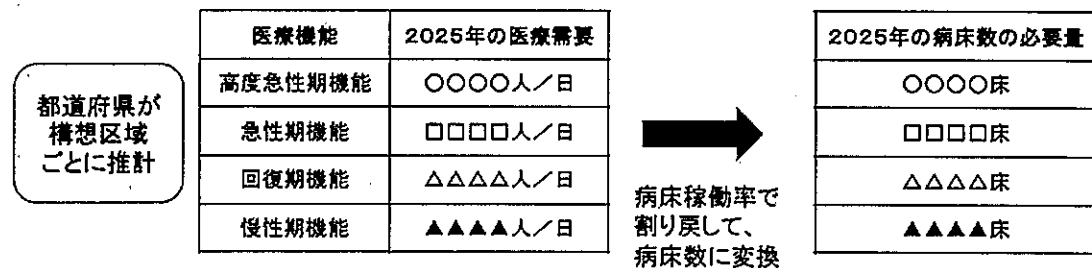 都道府県が
構想区域
ごとに推計
医療機能 2025年の医療需要
高度急性期機能 ○○○○人／日
急性期機能 □□□□人／日
回復期機能 △△△△人／日
慢性期機能 ▲▲▲▲人／日
病床稼働率で
割り戻して、
病床数に変換
2025年の病床数の必要量
○○○○床
□□□□床
△△△△床
▲▲▲▲床